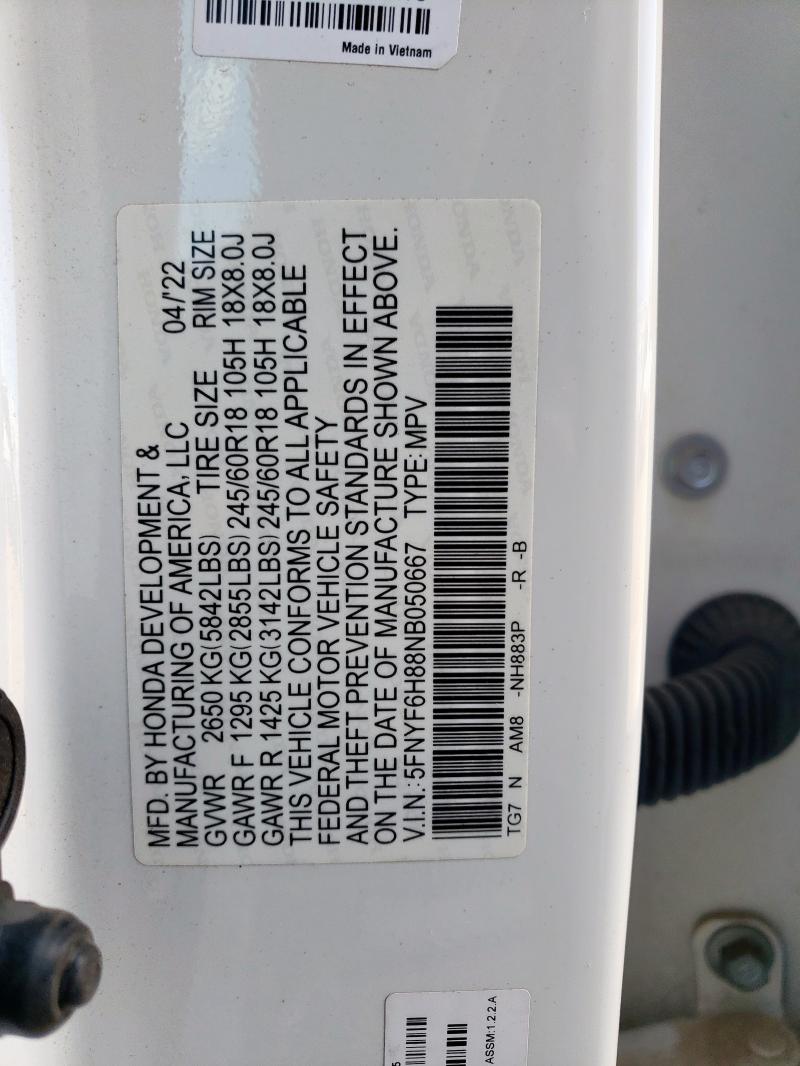 Made in Vietnam
MFD. BY HONDA DEVELOPMENT &
MANUFACTURING OF AMERICA, LLC 04/'22
GVWR 2650 KG(5842LBS) TIRE SIZE RIM SIZE
GAWR F 1295 KG(2855LBS) 245/60R18 105H 18X8.0J
GAWR R 1425 KG(3142LBS) 245/60R18 105H 18X8.0J
THIS VEHICLE CONFORMS TO ALL APPLICABLE
FEDERAL MOTOR VEHICLE SAFETY
AND THEFT PREVENTION STANDARDS IN EFFECT
ON THE DATE OF MANUFACTURE SHOWN ABOVE.
V.I.N.: 5FNYF6H88NB050667 TYPE: MPV
TG7 N AM8 -NH883P -R -B
ASSM:1.2.2.A